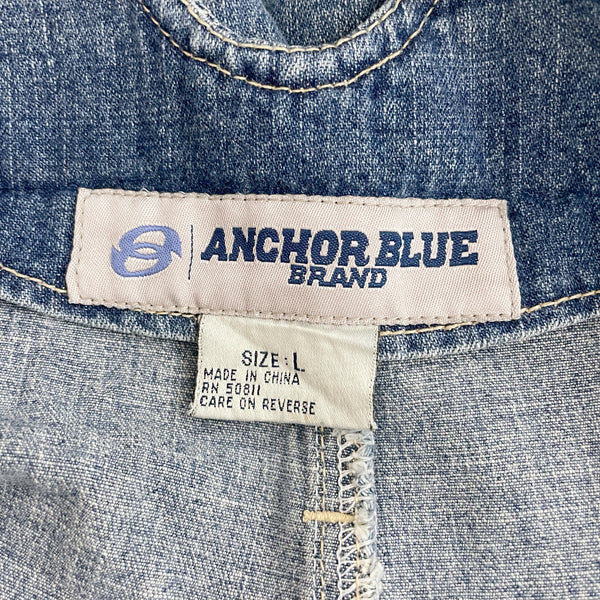 ANCHOR BLUE
BRAND
SIZE: L
MADE IN CHINA
RN 50811
CARE ON REVERSE